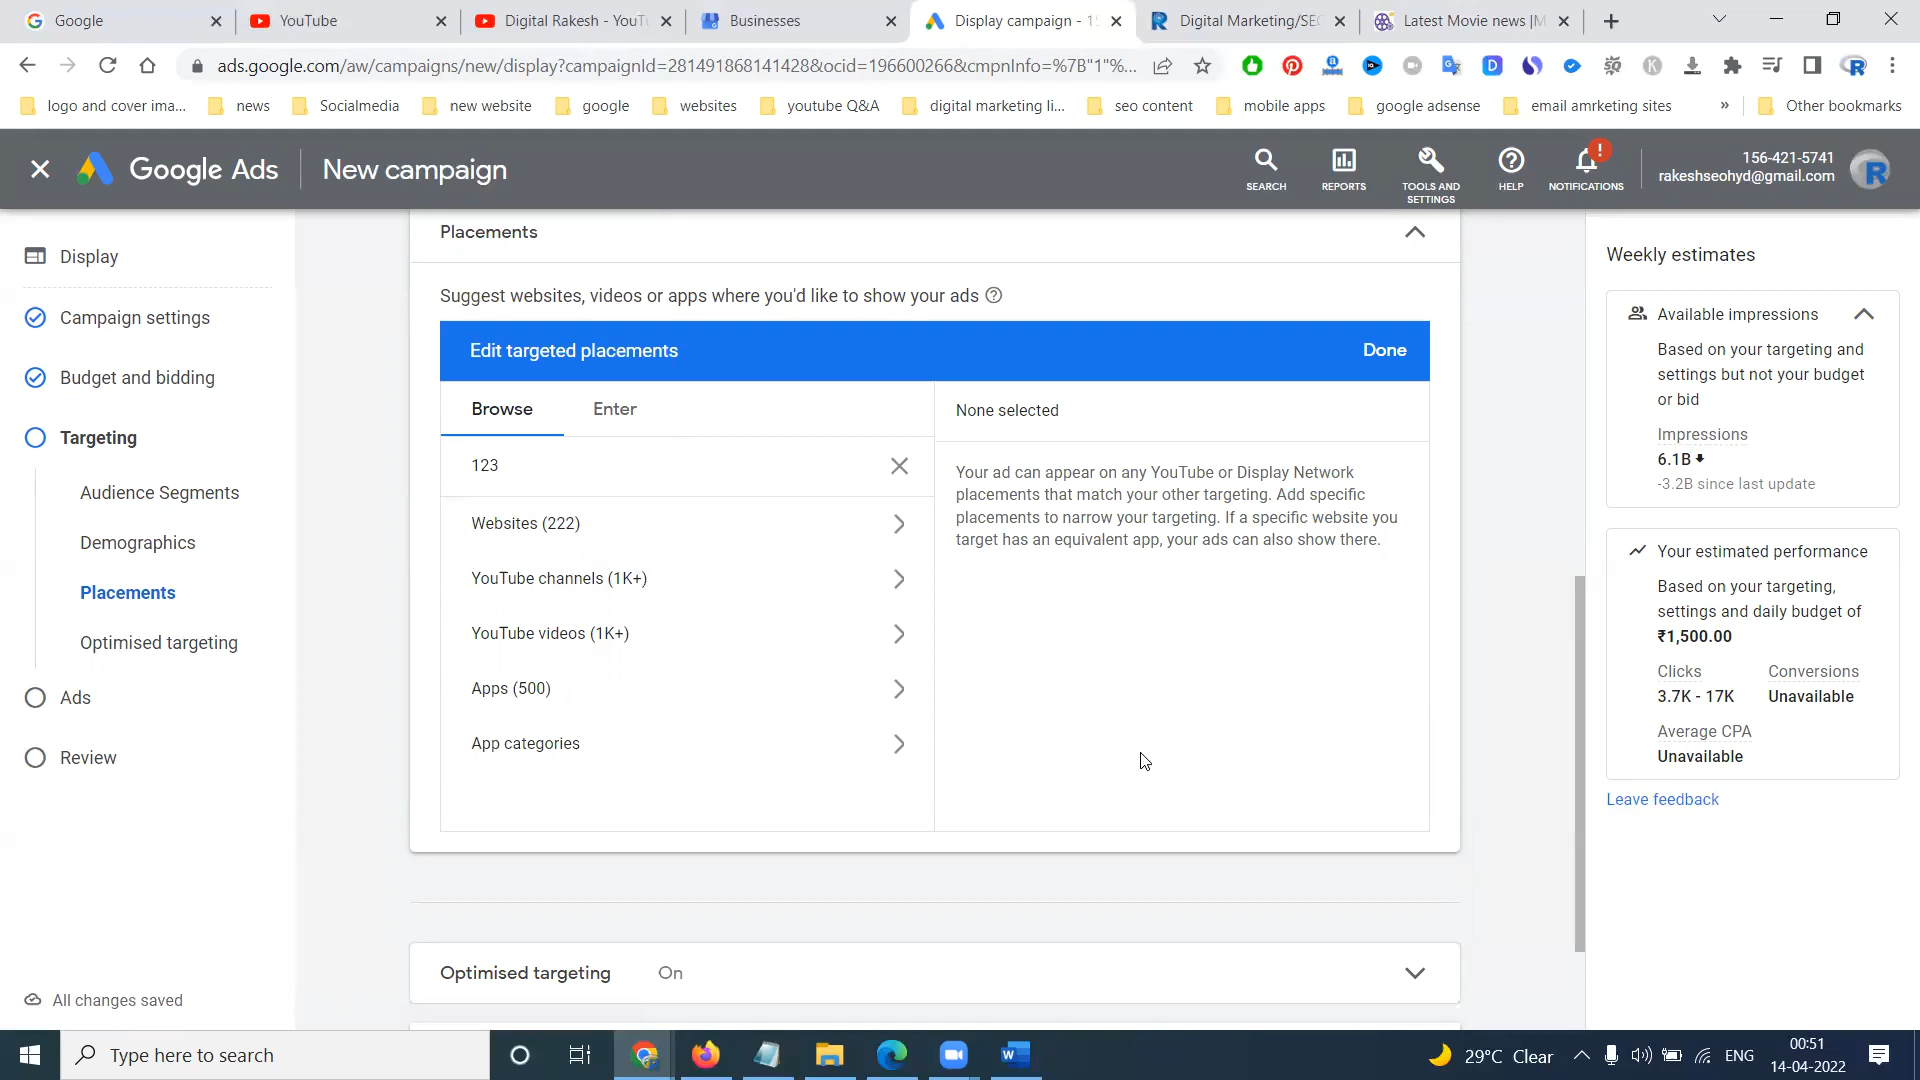 Google
YouTube
Digital Rakesh - YouT
Businesses
Display campaign - 1
Digital Marketing/SE
Latest Movie news |M
ads.google.com/aw/campaigns/new/display?campaignId=281491868141428&ocid=196600266&cmpnInfo=%7B"1"%...
logo and cover ima...
news
Socialmedia
new website
google
websites
youtube Q&A
digital marketing li...
seo content
mobile apps
google adsense
email amrketing sites
»
Other bookmarks
Google Ads
New campaign
SEARCH
REPORTS
TOOLS AND
SETTINGS
HELP
NOTIFICATIONS
156-421-5741
rakeshseohyd@gmail.com
Display
Campaign settings
Budget and bidding
Targeting
Audience Segments
Demographics
Placements
Optimised targeting
Ads
Review
All changes saved
Placements
Suggest websites, videos or apps where you'd like to show your ads
Edit targeted placements
Done
Browse
Enter
123
Websites (222)
YouTube channels (1K+)
YouTube videos (1K+)
Apps (500)
App categories
None selected
Your ad can appear on any YouTube or Display Network
placements that match your other targeting. Add specific
placements to narrow your targeting. If a specific website you
target has an equivalent app, your ads can also show there.
Optimised targeting On
Weekly estimates
Available impressions
Based on your targeting and
settings but not your budget
or bid
Impressions
6.1B
-3.2B since last update
Your estimated performance
Based on your targeting,
settings and daily budget of
₹1,500.00
Clicks
3.7K - 17K
Conversions
Unavailable
Average CPA
Unavailable
Leave feedback
Type here to search
29°C Clear
ENG
00:51
14-04-2022